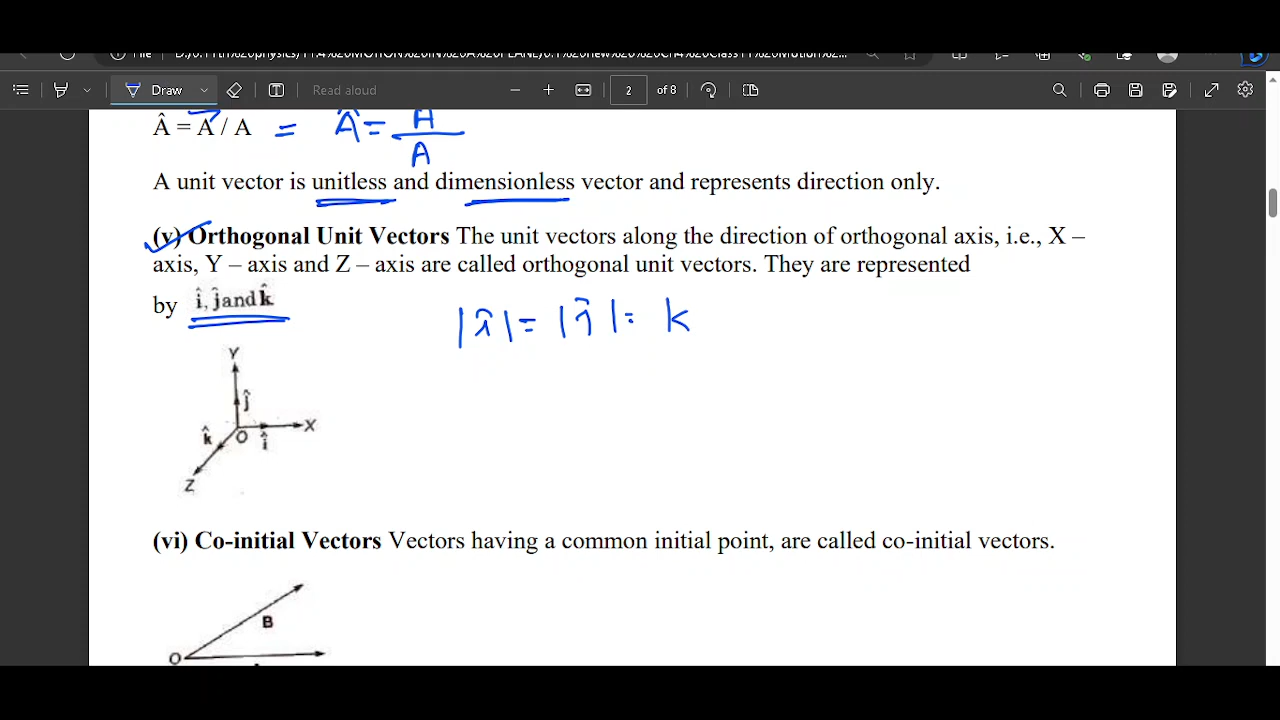 Draw
Read aloud
2 of 8
Â = A / A = Â = A / A
A unit vector is unitless and dimensionless vector and represents direction only.
(v) Orthogonal Unit Vectors The unit vectors along the direction of orthogonal axis, i.e., X –
axis, Y – axis and Z – axis are called orthogonal unit vectors. They are represented
by î, ĵ and k̂
|î| = |ĵ| = k
Y
ĵ
k̂ O î X
Z
(vi) Co-initial Vectors Vectors having a common initial point, are called co-initial vectors.
B
O